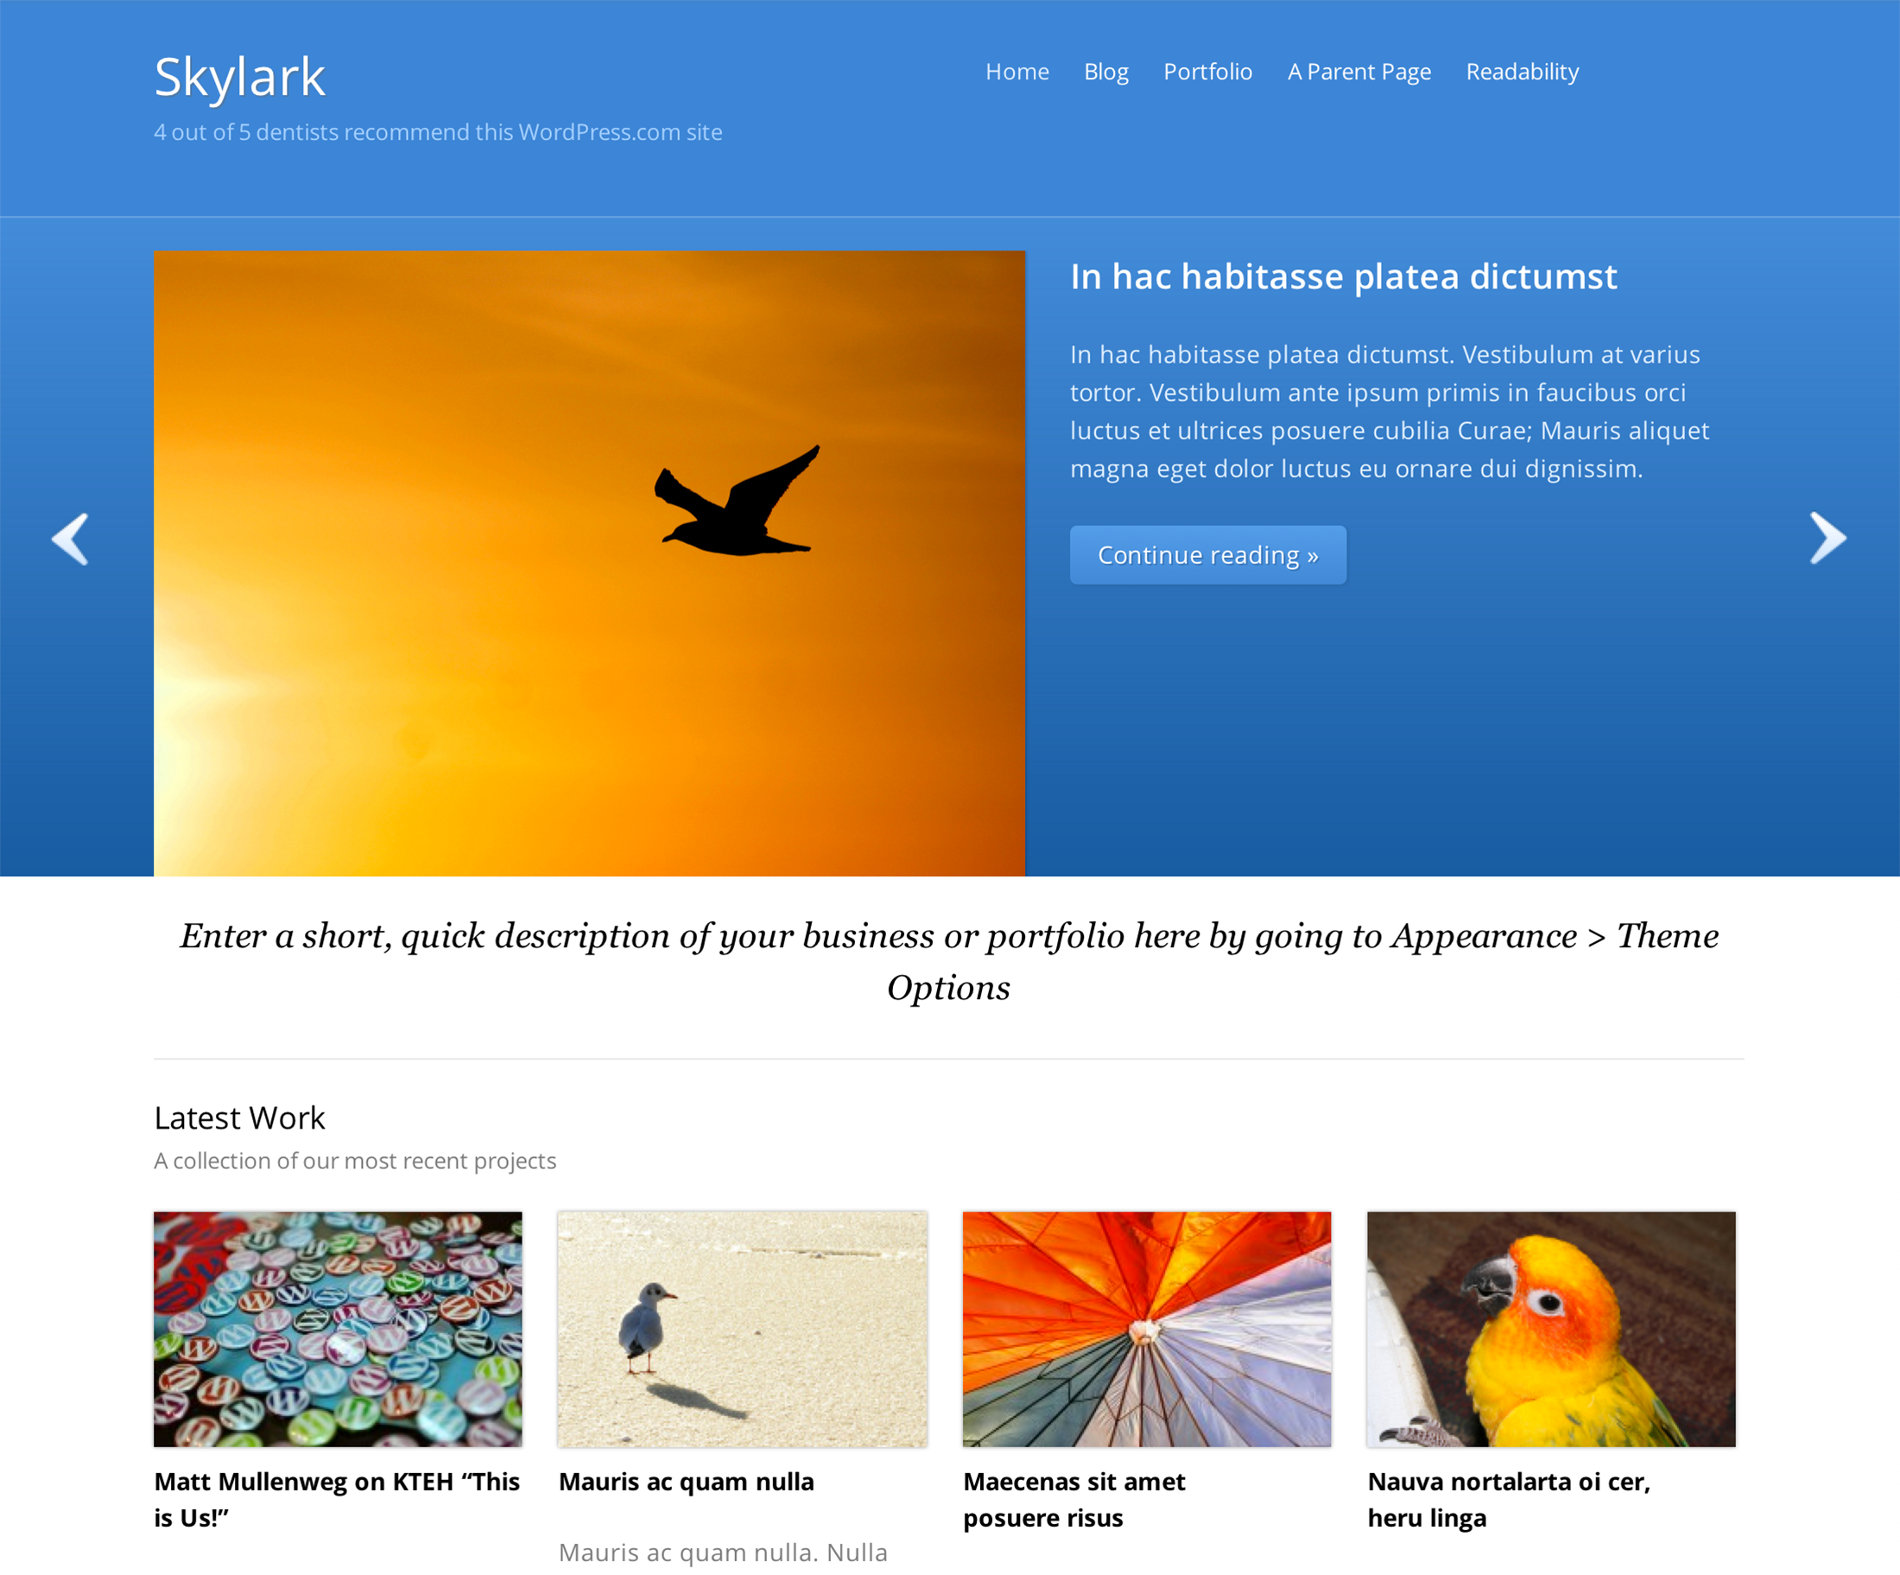 Skylark
Home Blog Portfolio A Parent Page Readability
4 out of 5 dentists recommend this WordPress.com site
In hac habitasse platea dictumst
In hac habitasse platea dictumst. Vestibulum at varius
tortor. Vestibulum ante ipsum primis in faucibus orci
luctus et ultrices posuere cubilia Curae; Mauris aliquet
magna eget dolor luctus eu ornare dui dignissim.
Continue reading »
Enter a short, quick description of your business or portfolio here by going to Appearance > Theme
Options
Latest Work
A collection of our most recent projects
Matt Mullenweg on KTEH “This
is Us!”
Mauris ac quam nulla
Mauris ac quam nulla. Nulla
Maecenas sit amet
posuere risus
Nauva nortalarta oi cer,
heru linga